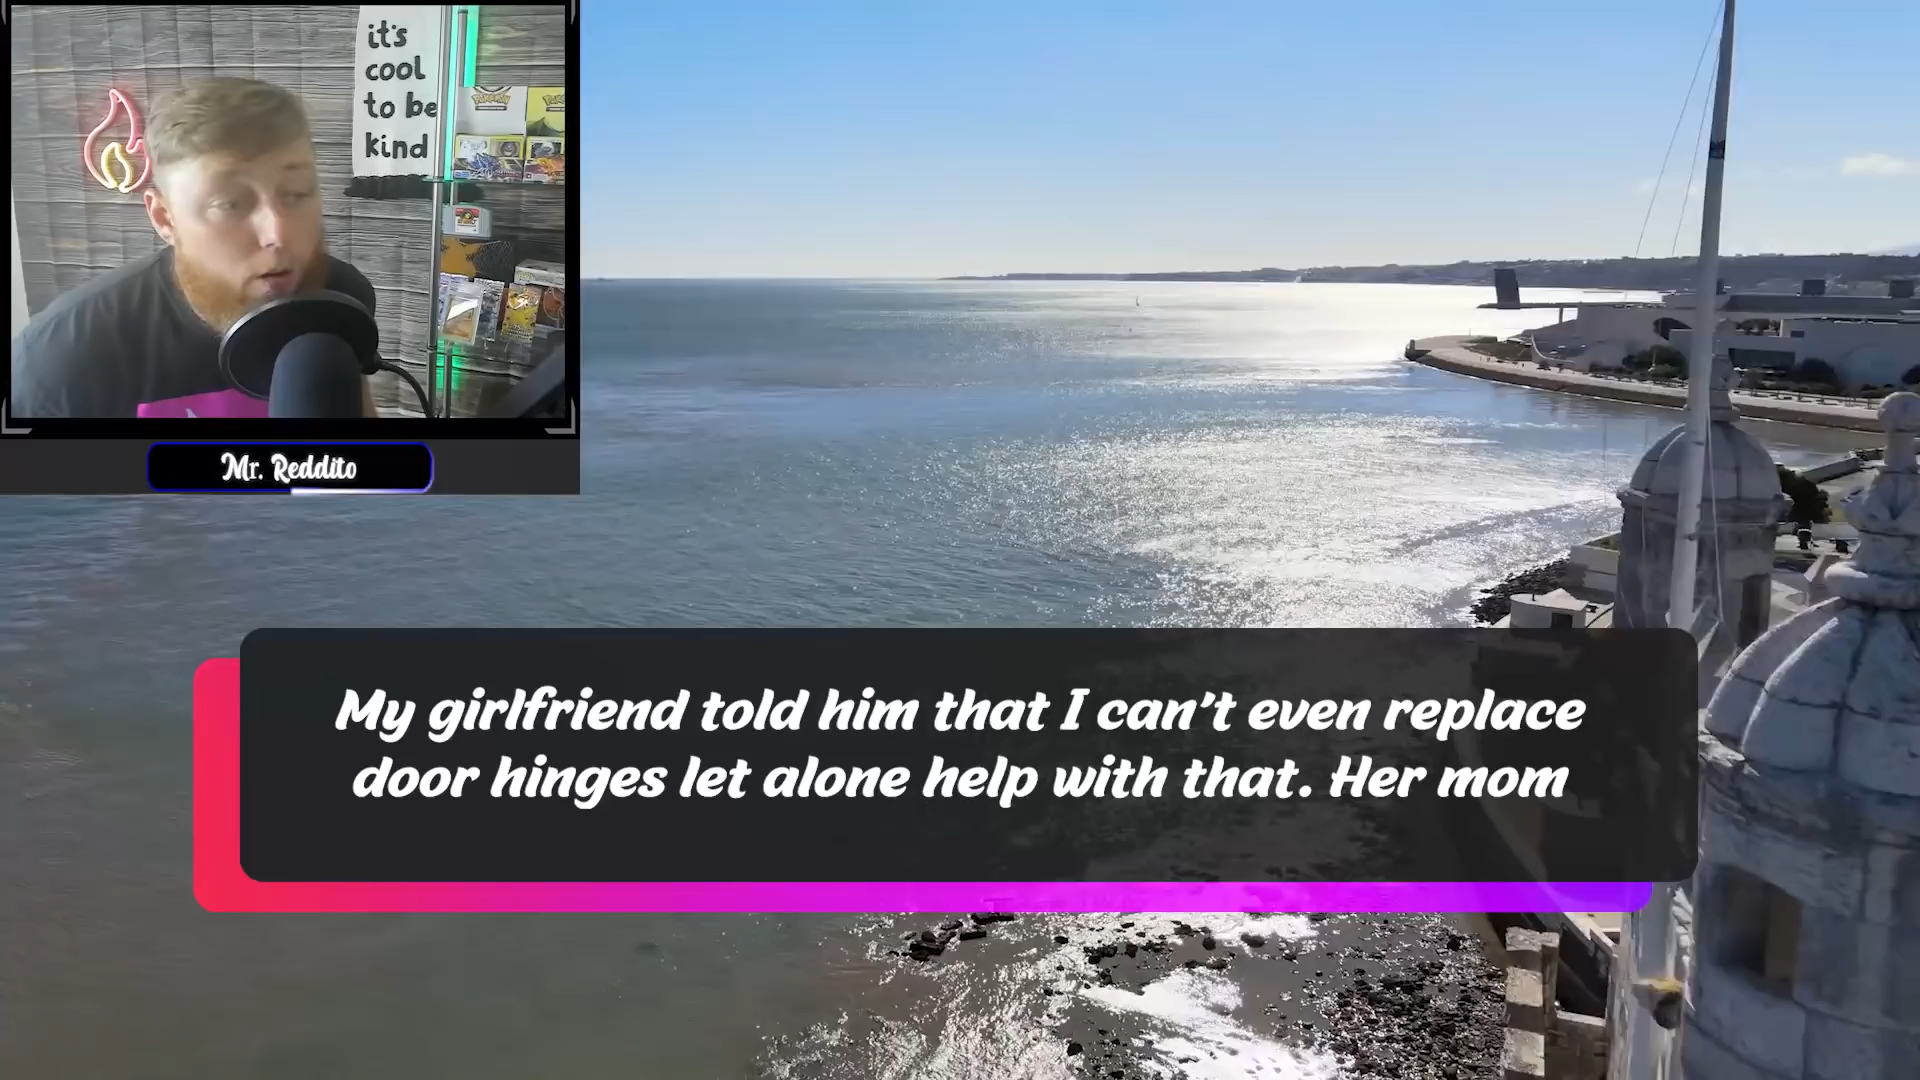 it's
cool
to be
kind
Pokémon
Mr. Reddito
My girlfriend told him that I can't even replace
door hinges let alone help with that. Her mom